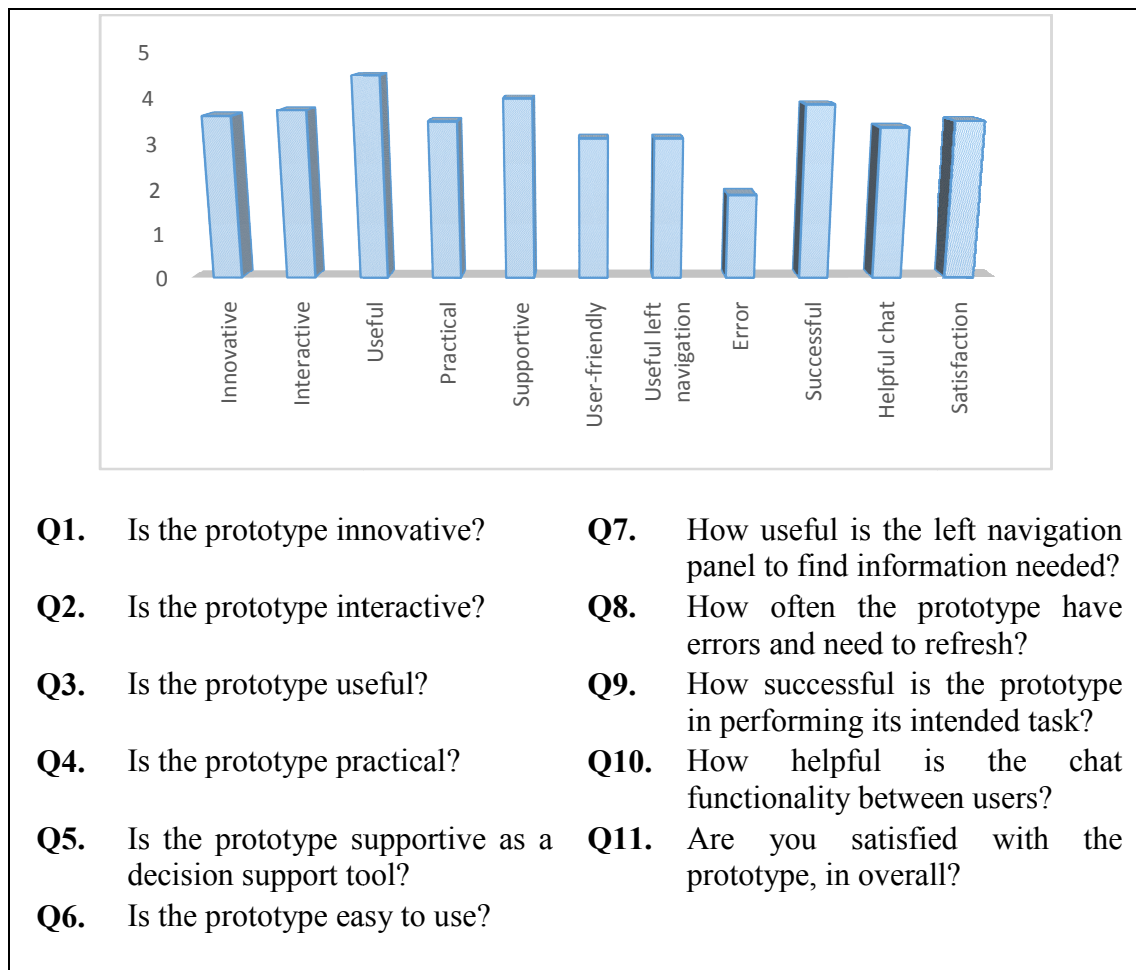 5
4
3
2
1
0
Innovative
Interactive
Useful
Practical
Supportive
User-friendly
Useful left
navigation
Error
Successful
Helpful chat
Satisfaction
Q1. Is the prototype innovative?
Q2. Is the prototype interactive?
Q3. Is the prototype useful?
Q4. Is the prototype practical?
Q5. Is the prototype supportive as a
decision support tool?
Q6. Is the prototype easy to use?
Q7. How useful is the left navigation
panel to find information needed?
Q8. How often the prototype have
errors and need to refresh?
Q9. How successful is the prototype
in performing its intended task?
Q10. How helpful is the chat
functionality between users?
Q11. Are you satisfied with the
prototype, in overall?